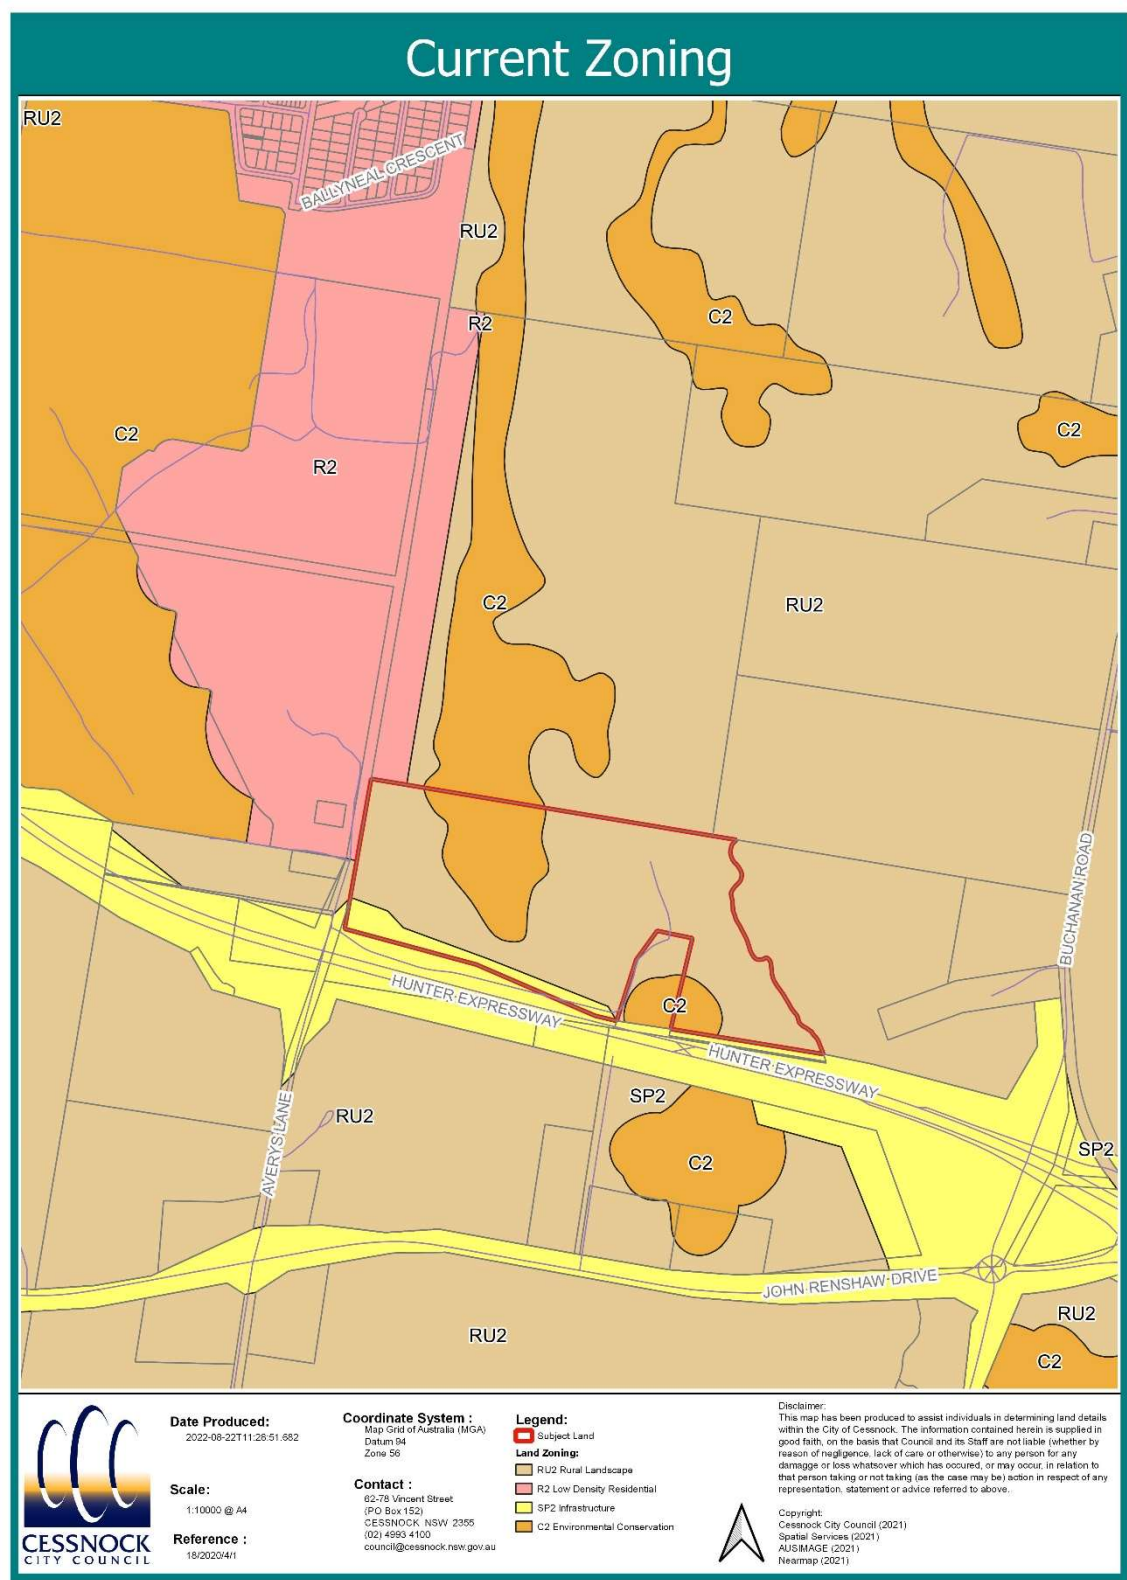 Current Zoning
RU2
BALLYNEAL CRESCENT
RU2
C2
R2
C2
C2
R2
C2
RU2
BUCHANAN ROAD
C2
HUNTER EXPRESSWAY
HUNTER EXPRESSWAY
SP2
RU2
AVERYS LANE
C2
SP2
JOHN RENSHAW DRIVE
RU2
RU2
C2
CESSNOCK
CITY COUNCIL
Date Produced:
2022-08-22T11:28:51.682
Scale:
1:10000 @ A4
Reference :
18/2020/4/1
Coordinate System :
Map Grid of Australia (MGA)
Datum 94
Zone 56
Contact :
62-78 Vincent Street
(PO Box 152)
CESSNOCK NSW 2355
(02) 4993 4100
council@cessnock.nsw.gov.au
Legend:
Subject Land
Land Zoning:
RU2 Rural Landscape
R2 Low Density Residential
SP2 Infrastructure
C2 Environmental Conservation
Disclaimer:
This map has been produced to assist individuals in determining land details
within the City of Cessnock. The information contained herein is supplied in
good faith, on the basis that Council and its Staff are not liable (whether by
reason of negligence, lack of care or otherwise) to any person for any
damage or loss whatsoever which has occured, or may occur, in relation to
that person taking or not taking (as the case may be) action in respect of any
representation, statement or advice referred to above.
Copyright:
Cessnock City Council (2021)
Spatial Services (2021)
AUSIMAGE (2021)
Nearmap (2021)